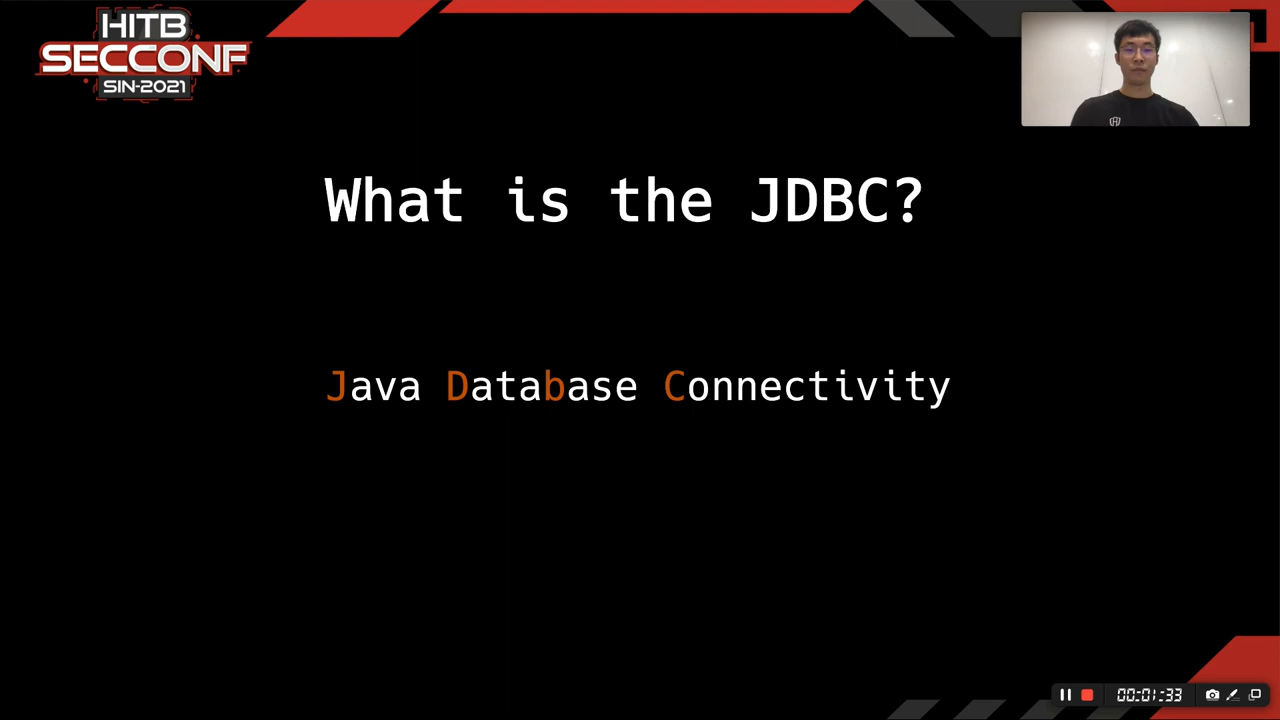 HITB
SECCONF
SIN-2021
What is the JDBC?
Java Database Connectivity
00:01:33